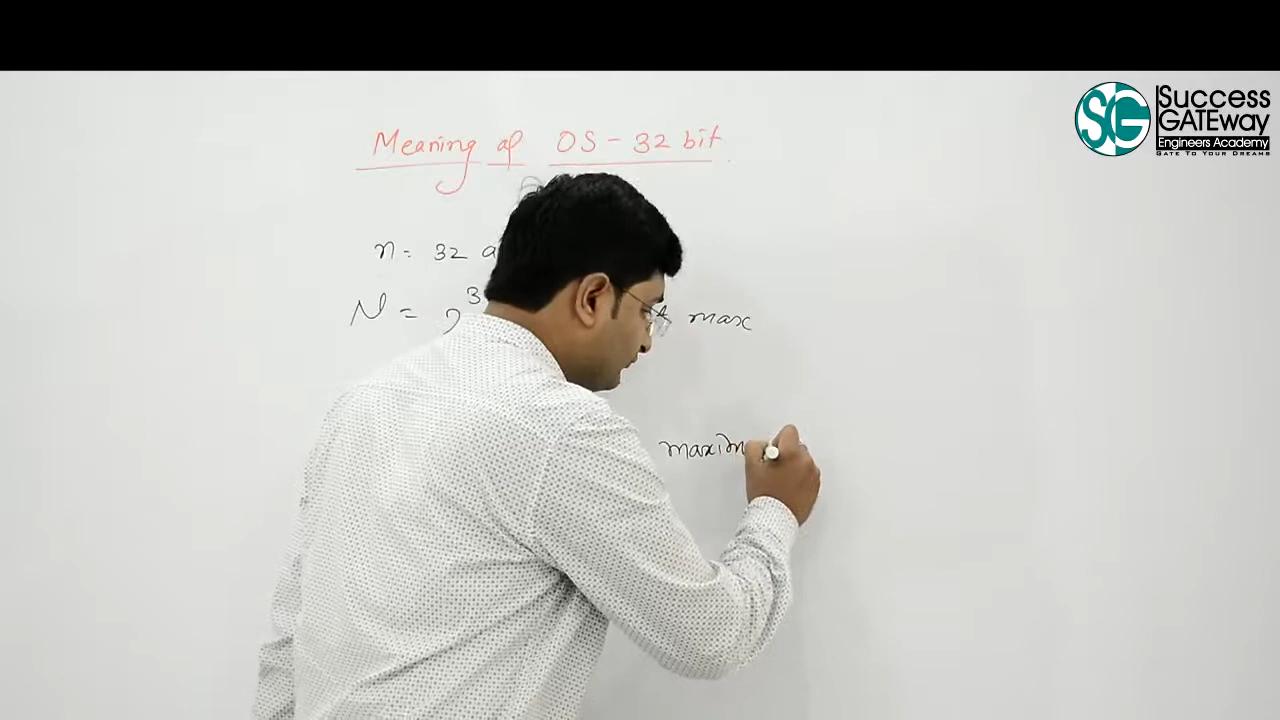 Success
GATEway
Engineers Academy
GATE TO YOUR DREAMS
Meaning of OS - 32 bit
n = 32 a
N = 2 3
max
maxim